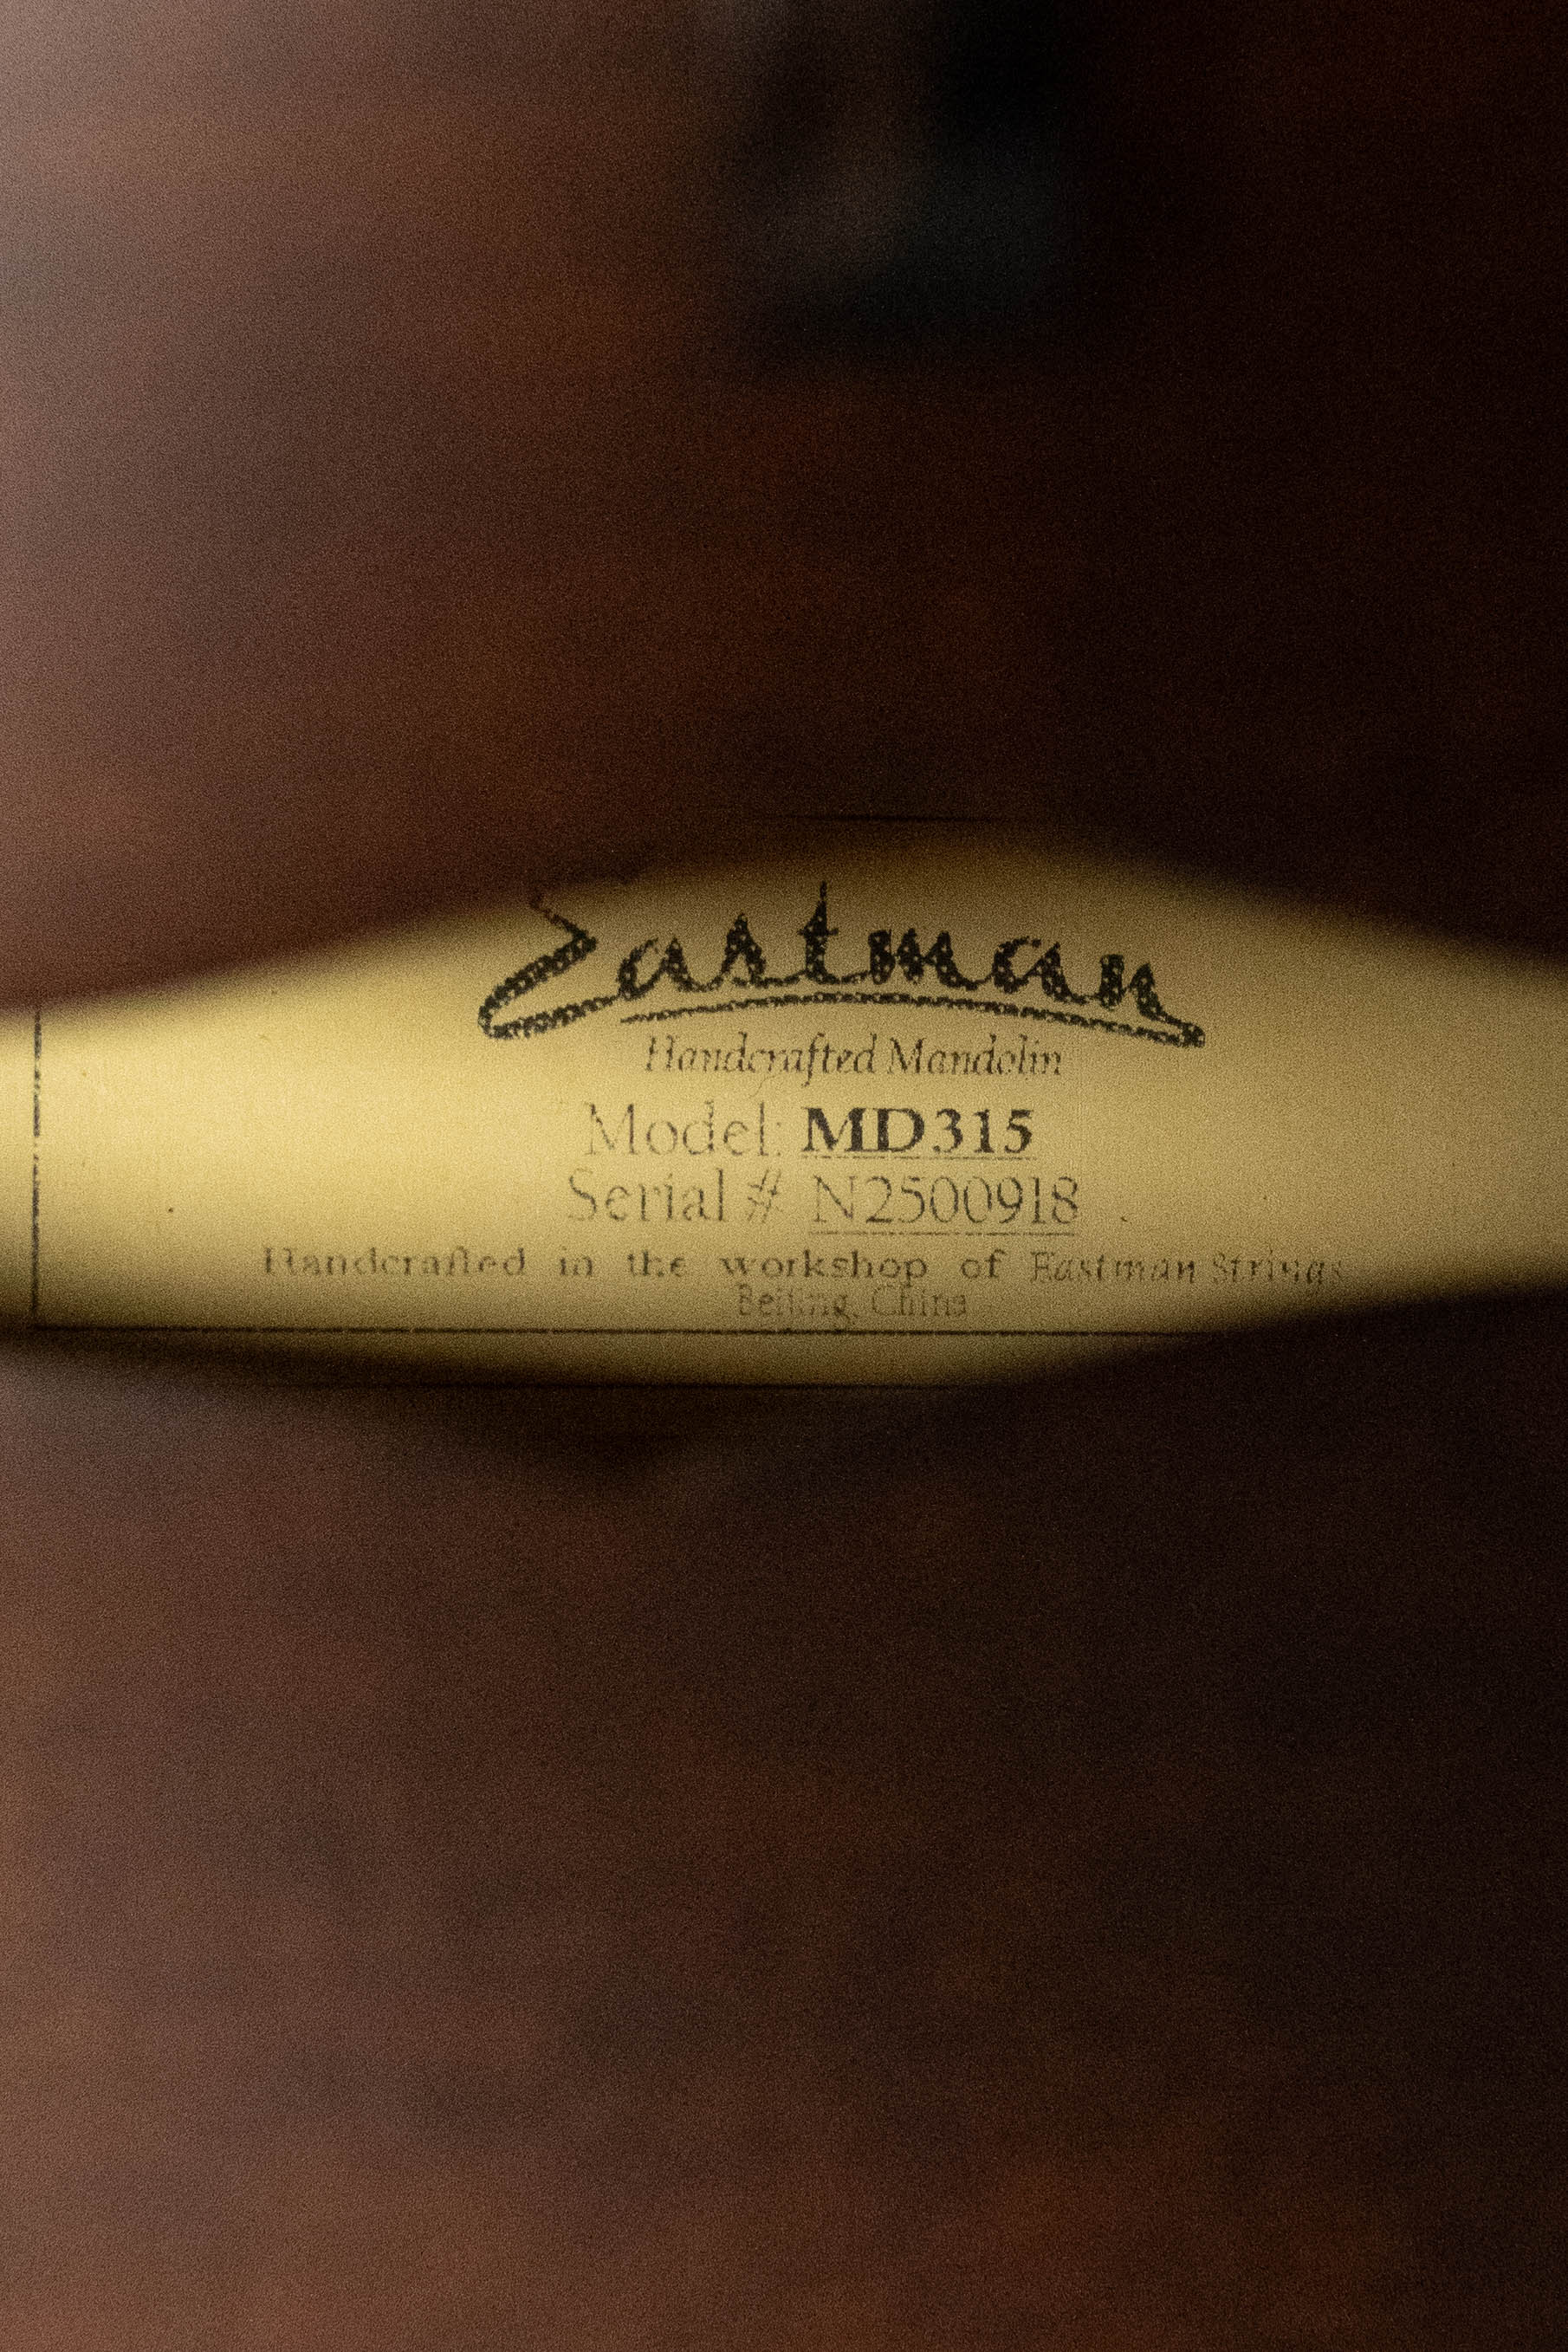 Eastman
Handcrafted Mandolin
Model: MD315
Serial # N2500918
Handcrafted in the workshop of Eastman Strings
Beijing, China